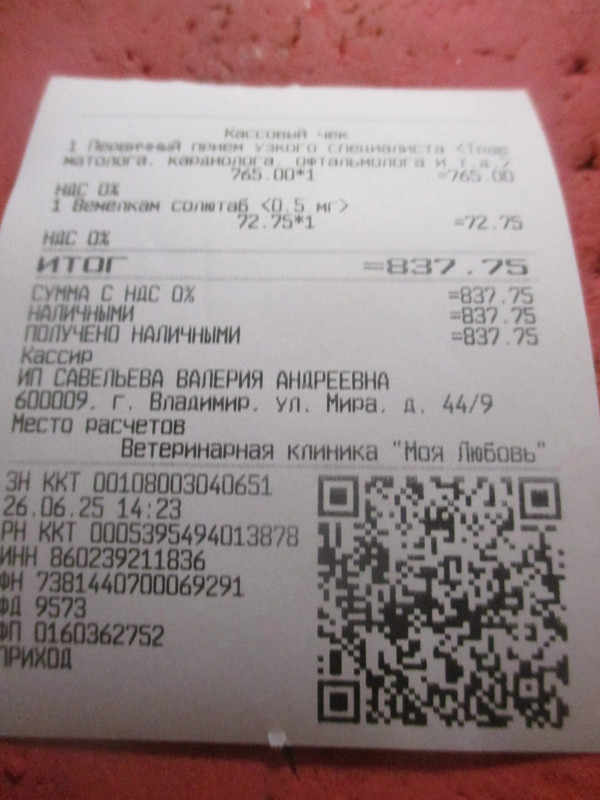 Кассовый чек
1 Первичный прием узкого специалиста <Трав
матолога, кардиолога, офтальмолога и т.д.>
765.00*1 =765.00
НДС 0%
1 Вемелкам солютаб <0.5 мг>
72.75*1 =72.75
НДС 0%
ИТОГ =837.75
СУММА С НДС 0% =837.75
НАЛИЧНЫМИ =837.75
ПОЛУЧЕНО НАЛИЧНЫМИ =837.75
Кассир
ИП САВЕЛЬЕВА ВАЛЕРИЯ АНДРЕЕВНА
600009, г. Владимир, ул. Мира, д. 44/9
Место расчетов
Ветеринарная клиника "Моя Любовь"
ЗН ККТ 00108003040651
26.06.25 14:23
РН ККТ 0005395494013878
ИНН 860239211836
ФН 7381440700069291
ФД 9573
ФП 0160362752
ПРИХОД